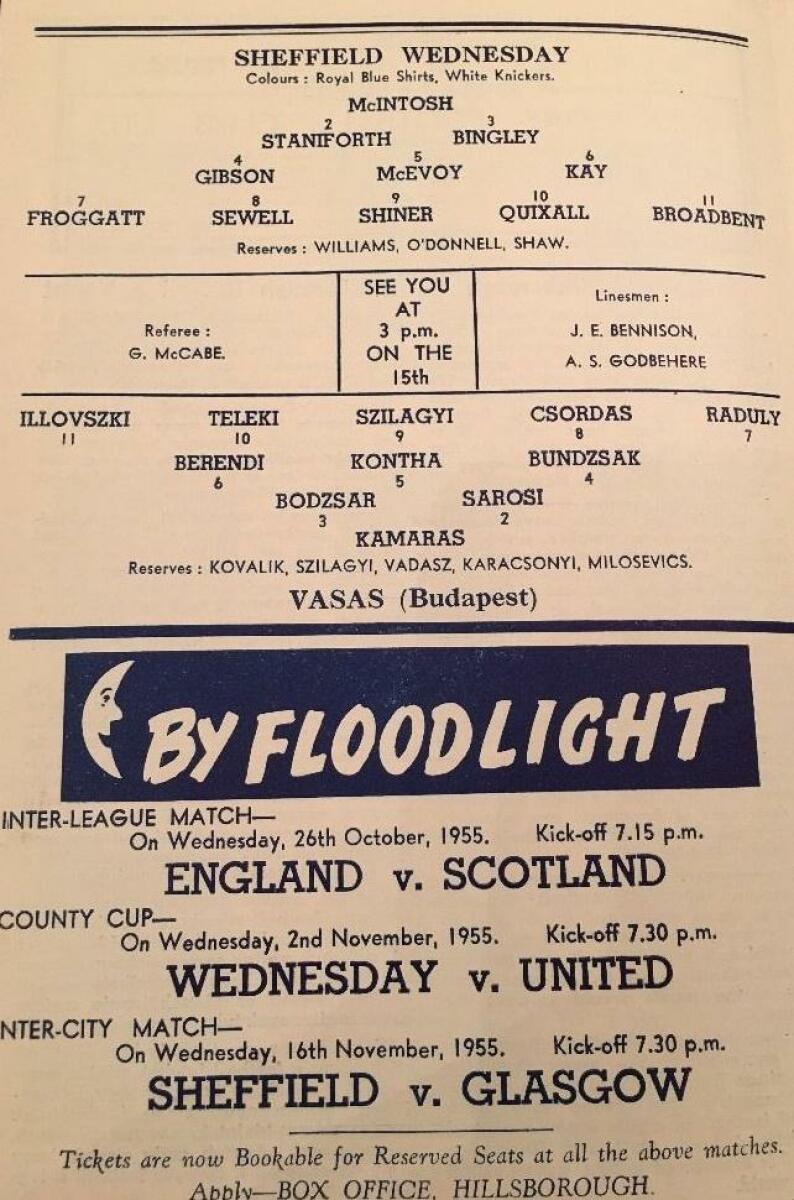 SHEFFIELD WEDNESDAY
Colours : Royal Blue Shirts, White Knickers.
McINTOSH
2 3
STANIFORTH BINGLEY
4 5 6
GIBSON McEVOY KAY
7 8 9 10 11
FROGGATT SEWELL SHINER QUIXALL BROADBENT
Reserves : WILLIAMS, O'DONNELL, SHAW.
Referee :
G. McCABE.
SEE YOU
AT
3 p.m.
ON THE
15th
Linesmen :
J. E. BENNISON,
A. S. GODBEHERE
ILLOVSZKI TELEKI SZILAGYI CSORDAS RADULY
11 10 9 8 7
BERENDI KONTHA BUNDZSAK
6 5 4
BODZSAR SAROSI
3 2
KAMARAS
Reserves : KOVALIK, SZILAGYI, VADASZ, KARACSONYI, MILOSEVICS.
VASAS (Budapest)
BY FLOODLIGHT
INTER-LEAGUE MATCH—
On Wednesday, 26th October, 1955. Kick-off 7.15 p.m.
ENGLAND v. SCOTLAND
COUNTY CUP—
On Wednesday, 2nd November, 1955. Kick-off 7.30 p.m.
WEDNESDAY v. UNITED
NTER-CITY MATCH—
On Wednesday, 16th November, 1955. Kick-off 7.30 p.m.
SHEFFIELD v. GLASGOW
Tickets are now Bookable for Reserved Seats at all the above matches.
Apply—BOX OFFICE, HILLSBOROUGH.